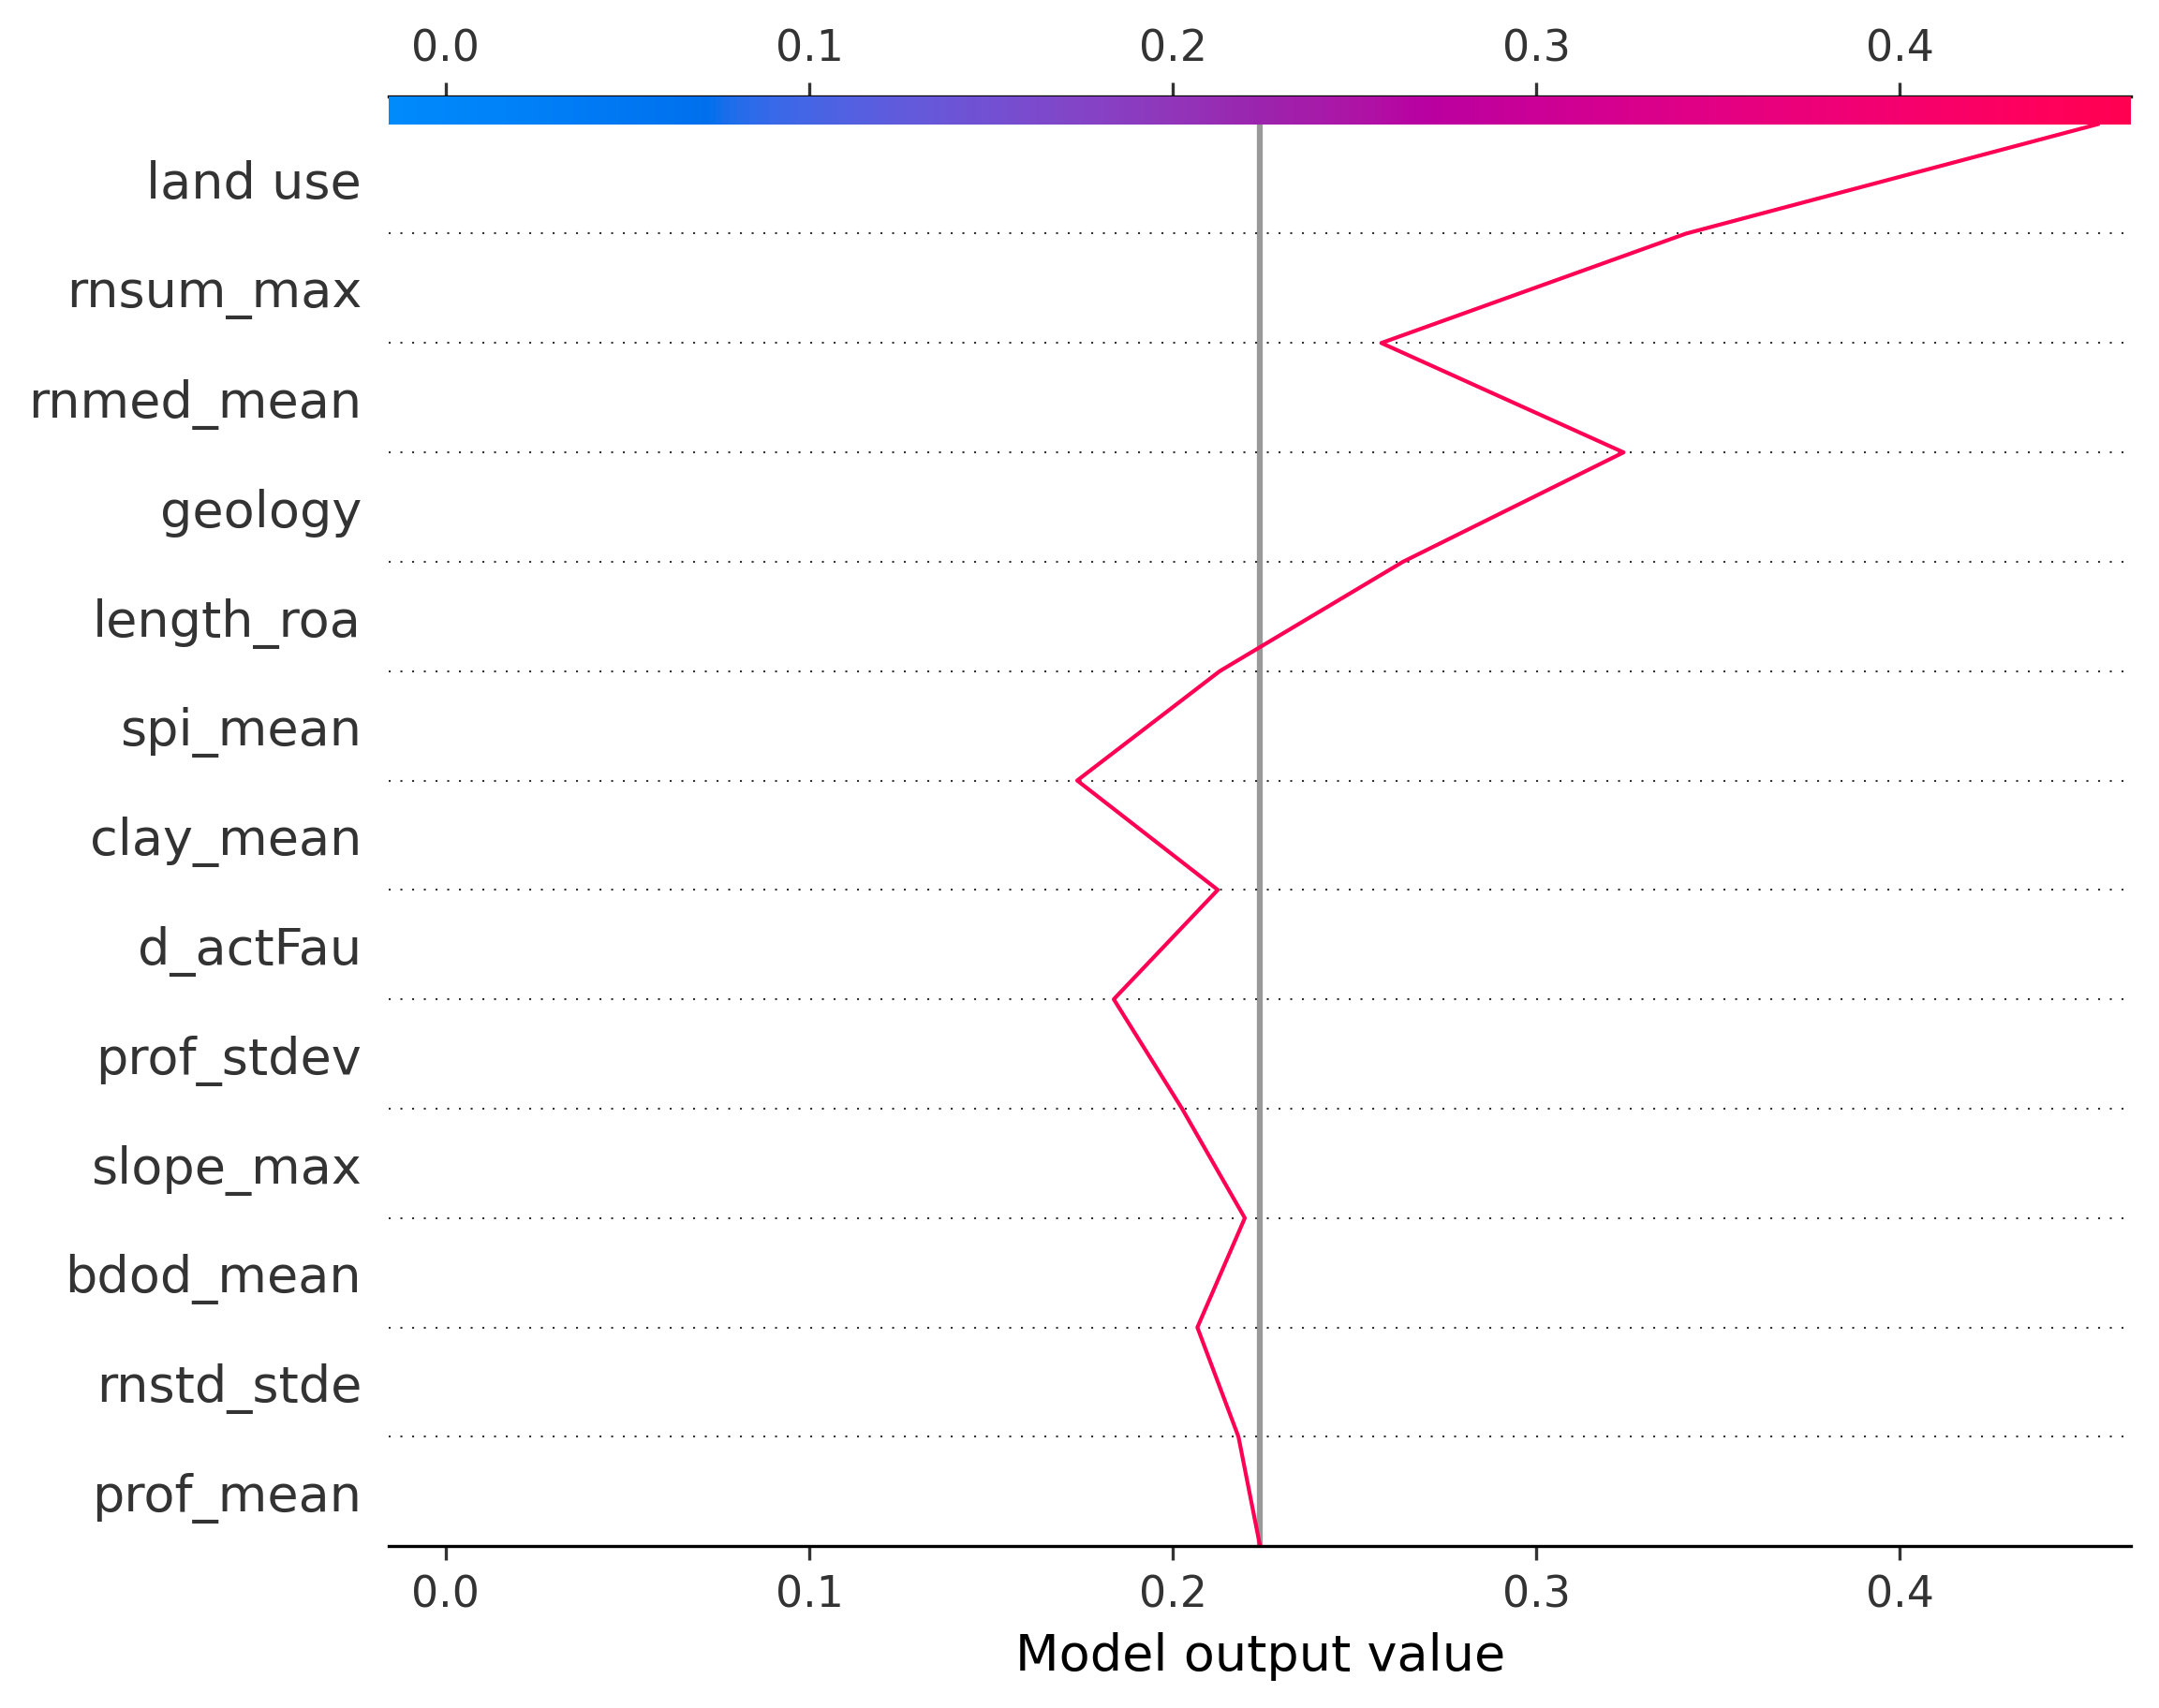 0.0 0.1 0.2 0.3 0.4
land use
rnsum_max
rnmed_mean
geology
length_roa
spi_mean
clay_mean
d_actFau
prof_stdev
slope_max
bdod_mean
rnstd_stde
prof_mean
0.0 0.1 0.2 0.3 0.4
Model output value